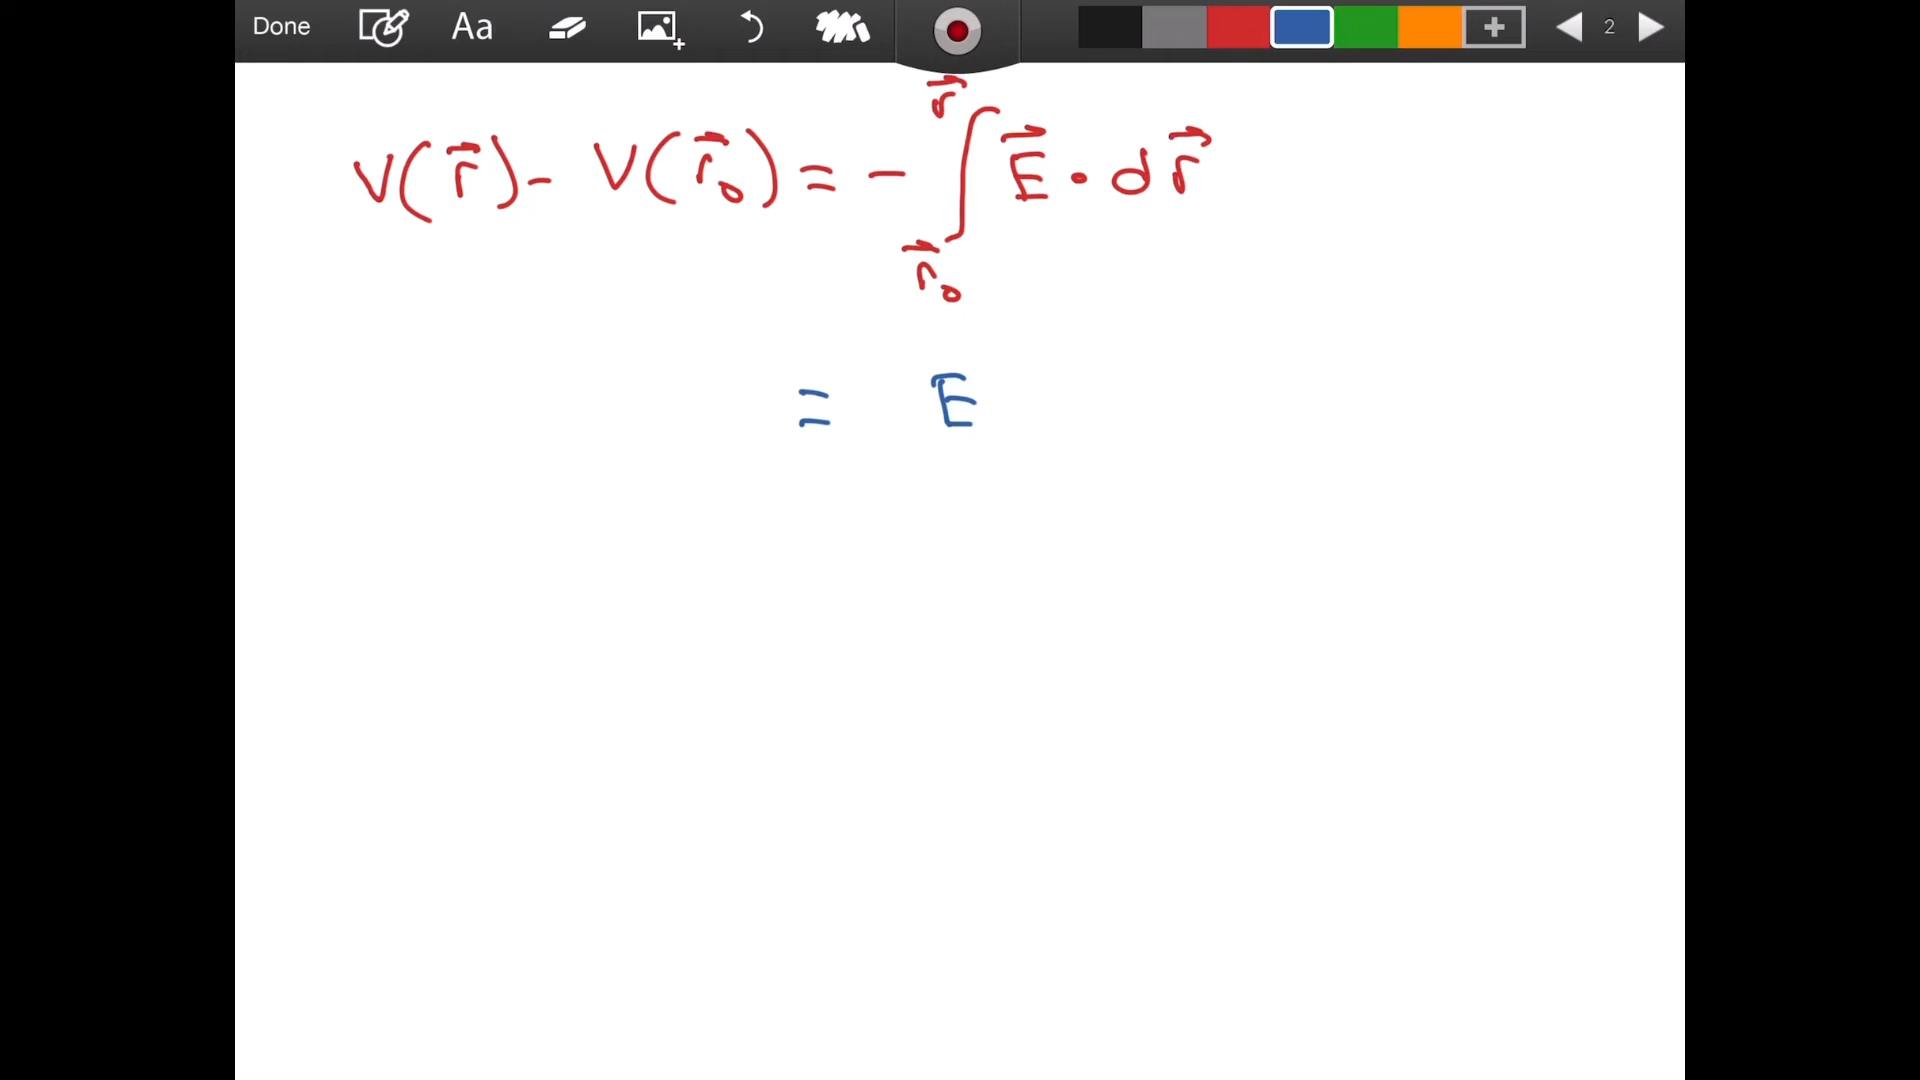 Done Aa 2
V(r⃗) - V(r⃗₀) = - ∫_{r⃗₀}^{r⃗} E⃗ · dr⃗
= E